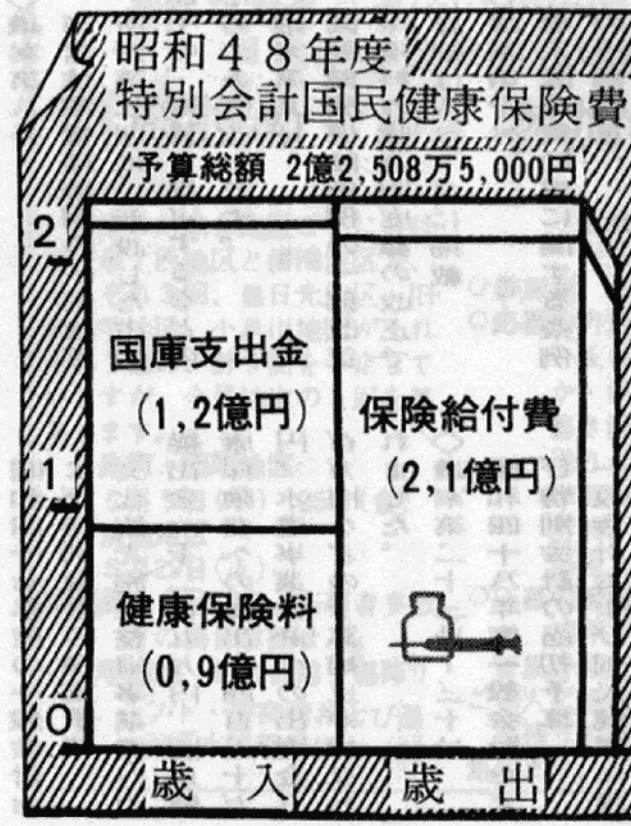 昭和48年度
特別会計国民健康保険費
予算総額 2億2,508万5,000円
2
国庫支出金
(1,2億円)
保険給付費
(2,1億円)
1
健康保険料
(0,9億円)
0
歳入
歳出